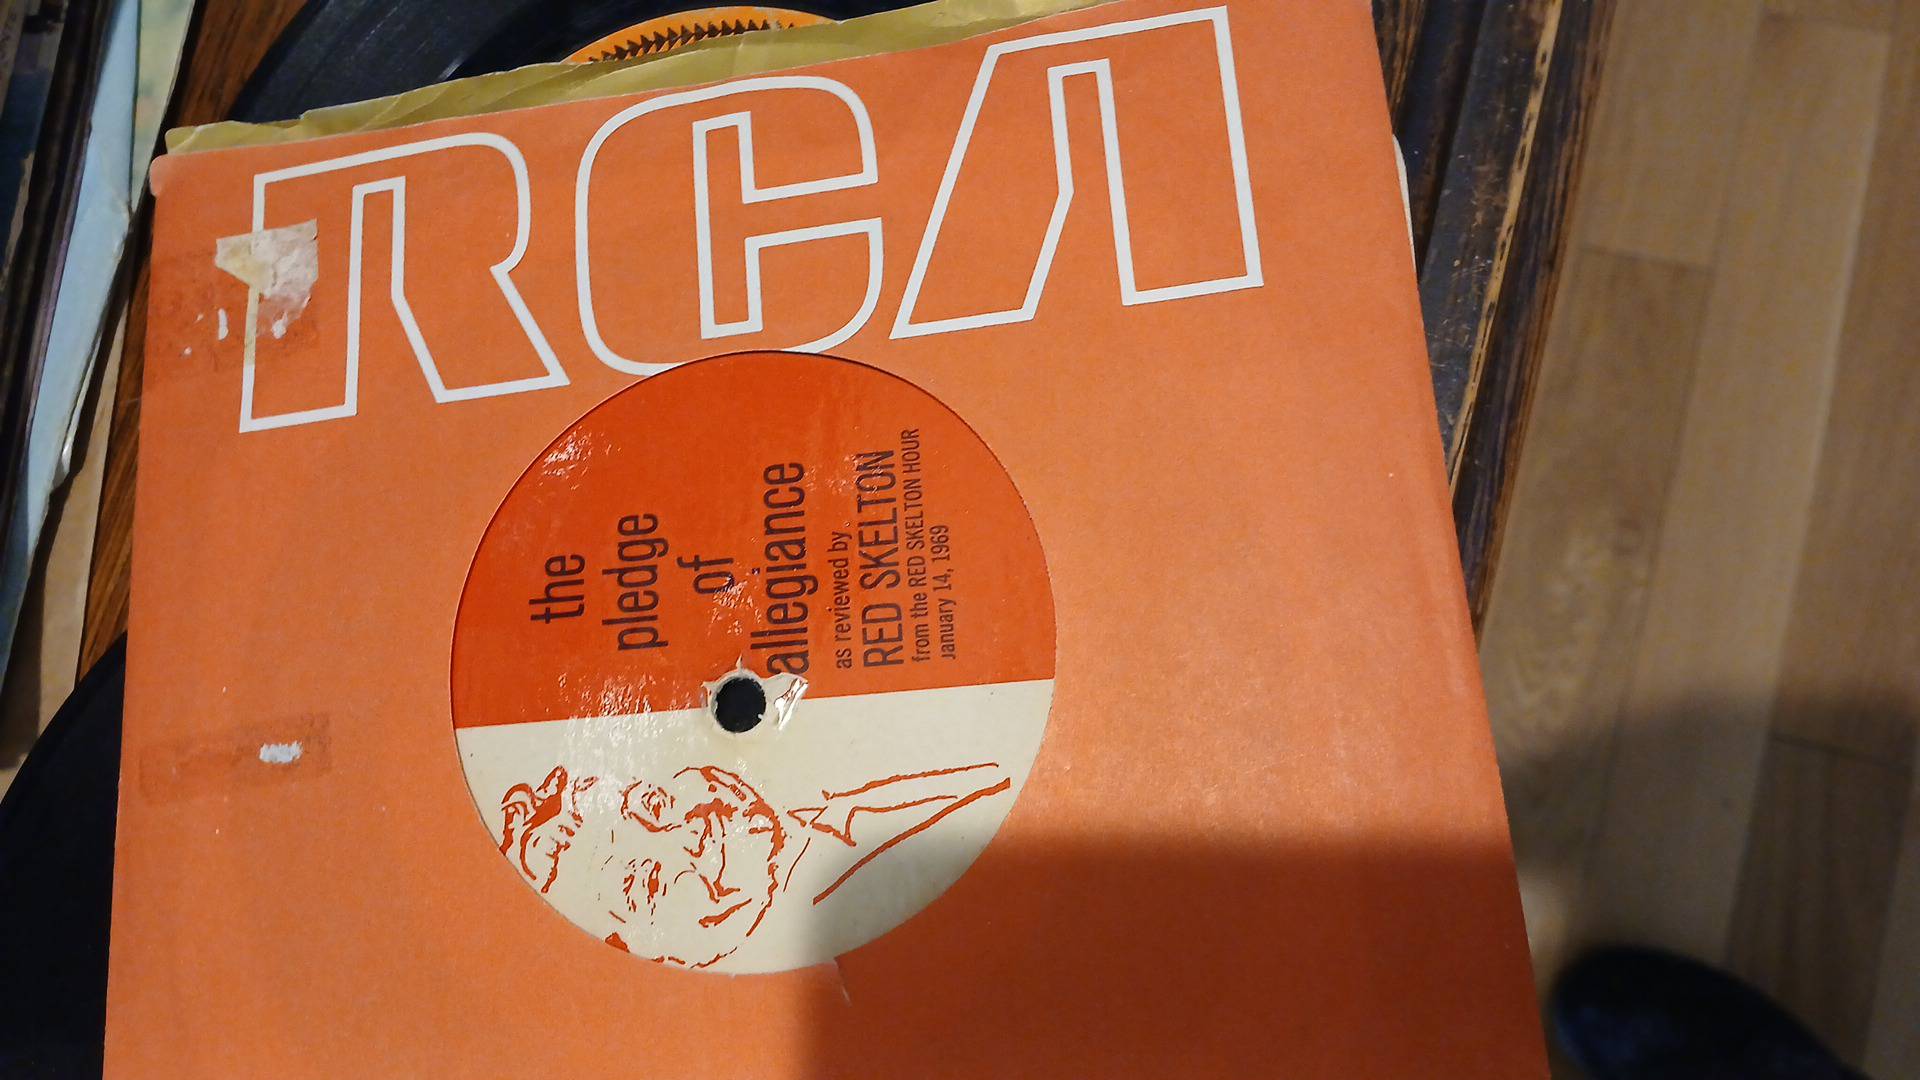 RCA
the
pledge
of
allegiance
as reviewed by
RED SKELTON
from the RED SKELTON HOUR
January 14, 1969